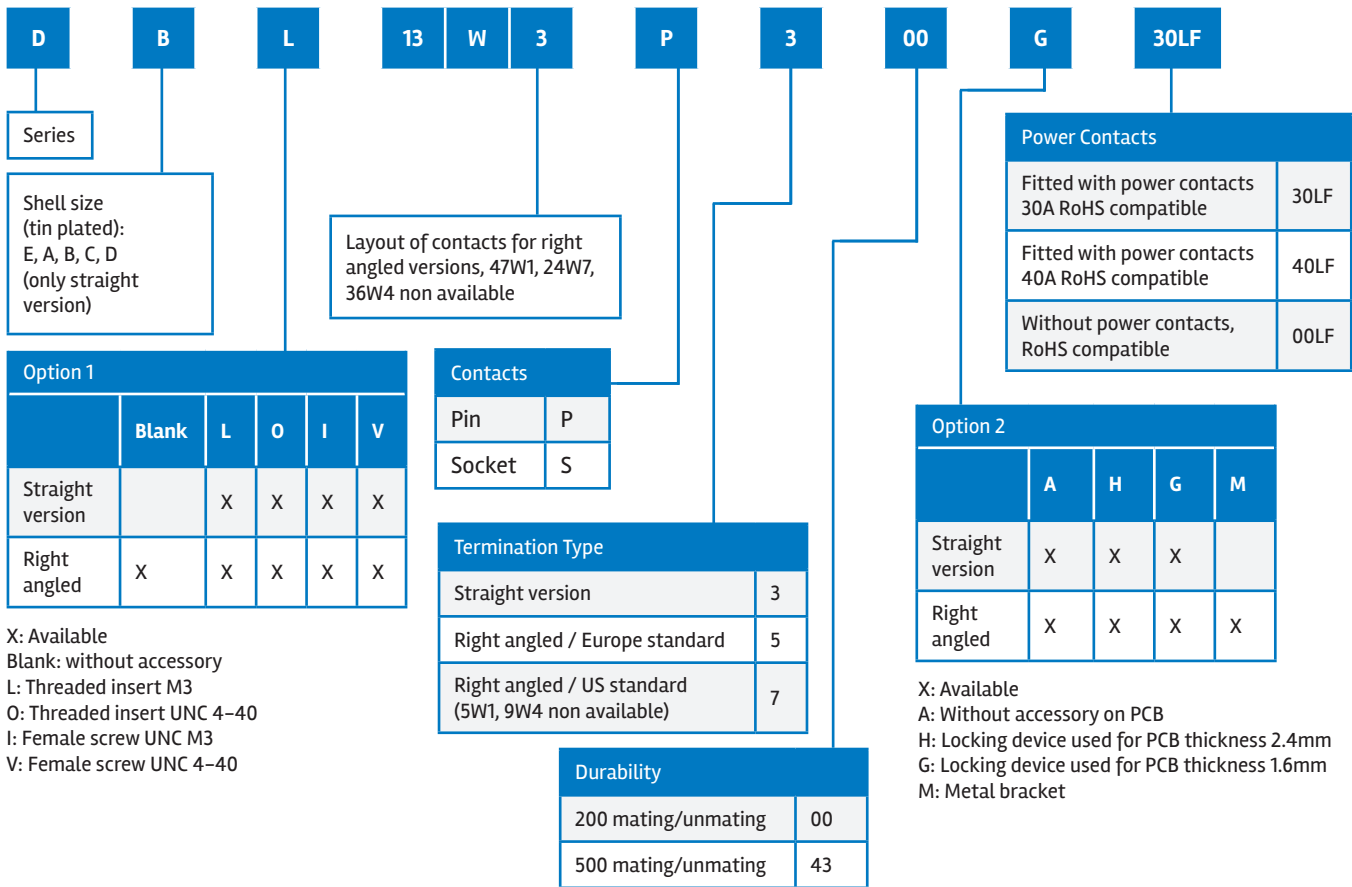 D B L 13 W 3 P 3 00 G 30LF
Series
Shell size
(tin plated):
E, A, B, C, D
(only straight
version)
Layout of contacts for right
angled versions, 47W1, 24W7,
36W4 non available
Power Contacts
Fitted with power contacts
30A RoHS compatible
30LF
Fitted with power contacts
40A RoHS compatible
40LF
Without power contacts,
RoHS compatible
00LF
Option 1
Blank L O I V
Straight
version
X X X X
Right
angled
X X X X X
X: Available
Blank: without accessory
L: Threaded insert M3
O: Threaded insert UNC 4–40
I: Female screw UNC M3
V: Female screw UNC 4–40
Contacts
Pin P
Socket S
Termination Type
Straight version 3
Right angled / Europe standard 5
Right angled / US standard
(5W1, 9W4 non available)
7
Durability
200 mating/unmating 00
500 mating/unmating 43
Option 2
A H G M
Straight
version
X X X
Right
angled
X X X X
X: Available
A: Without accessory on PCB
H: Locking device used for PCB thickness 2.4mm
G: Locking device used for PCB thickness 1.6mm
M: Metal bracket